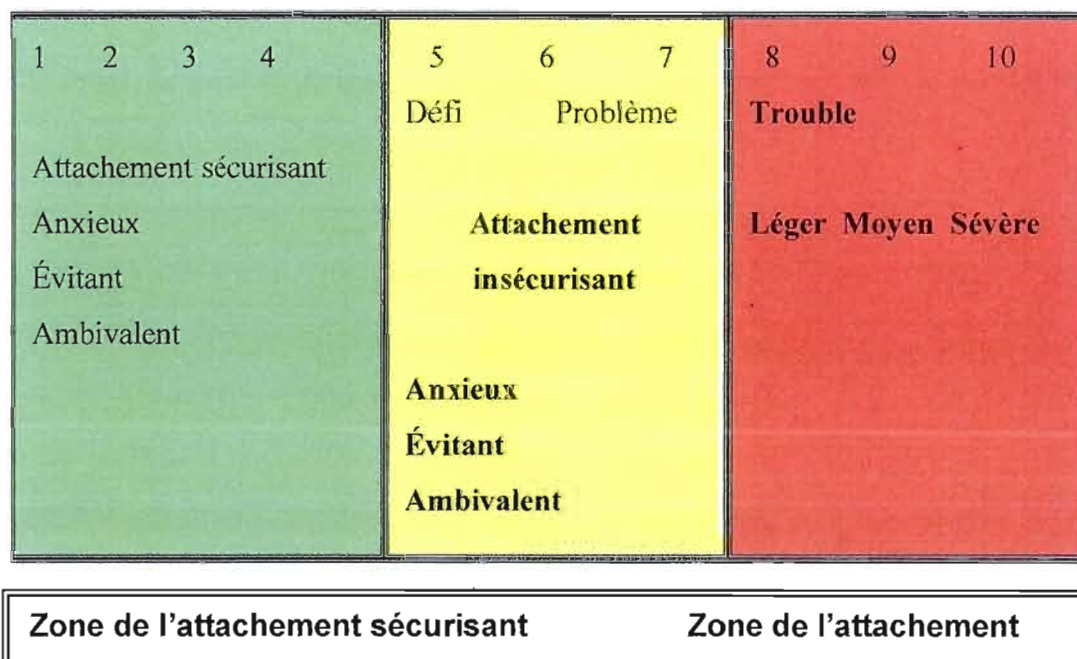 1 2 3 4
Attachement sécurisant
Anxieux
Évitant
Ambivalent
5 6 7
Défi Problème
Attachement
insécurisant
Anxieux
Évitant
Ambivalent
8 9 10
Trouble
Léger Moyen Sévère
Zone de l'attachement sécurisant Zone de l'attachement